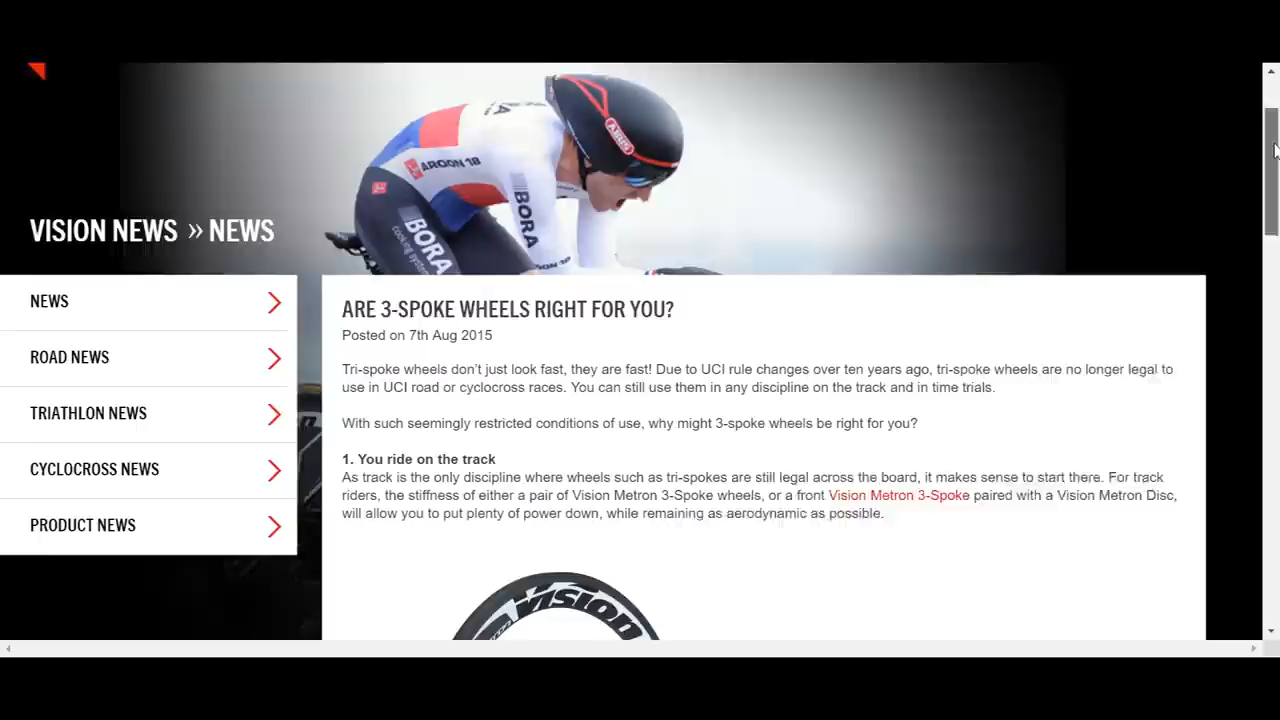 ABUS
ARGON 18
BORA
cooking systems
BORA
VISION NEWS » NEWS
NEWS
ROAD NEWS
TRIATHLON NEWS
CYCLOCROSS NEWS
PRODUCT NEWS
ARE 3-SPOKE WHEELS RIGHT FOR YOU?
Posted on 7th Aug 2015
Tri-spoke wheels don't just look fast, they are fast! Due to UCI rule changes over ten years ago, tri-spoke wheels are no longer legal to
use in UCI road or cyclocross races. You can still use them in any discipline on the track and in time trials.
With such seemingly restricted conditions of use, why might 3-spoke wheels be right for you?
1. You ride on the track
As track is the only discipline where wheels such as tri-spokes are still legal across the board, it makes sense to start there. For track
riders, the stiffness of either a pair of Vision Metron 3-Spoke wheels, or a front Vision Metron 3-Spoke paired with a Vision Metron Disc,
will allow you to put plenty of power down, while remaining as aerodynamic as possible.
vision